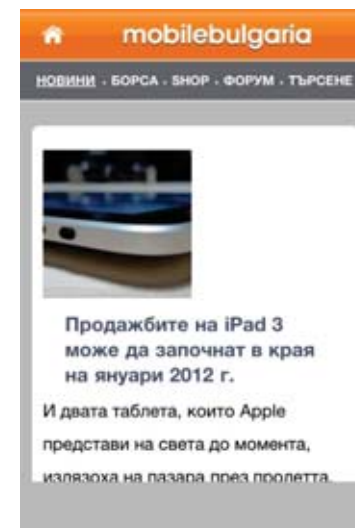 mobilebulgaria
НОВИНИ · БОРСА · SHOP · ФОРУМ · ТЪРСЕНЕ
Продажбите на iPad 3
може да започнат в края
на януари 2012 г.
И двата таблета, които Apple
представи на света до момента,
излязоха на пазара през пролетта.